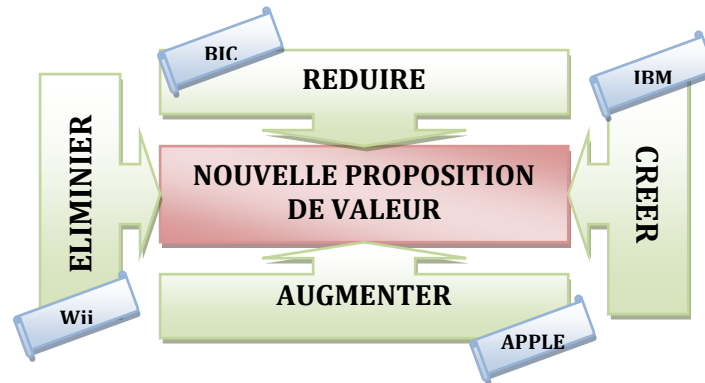 BIC
REDUIRE
IBM
ELIMINIER
NOUVELLE PROPOSITION
DE VALEUR
CREER
AUGMENTER
Wii
APPLE